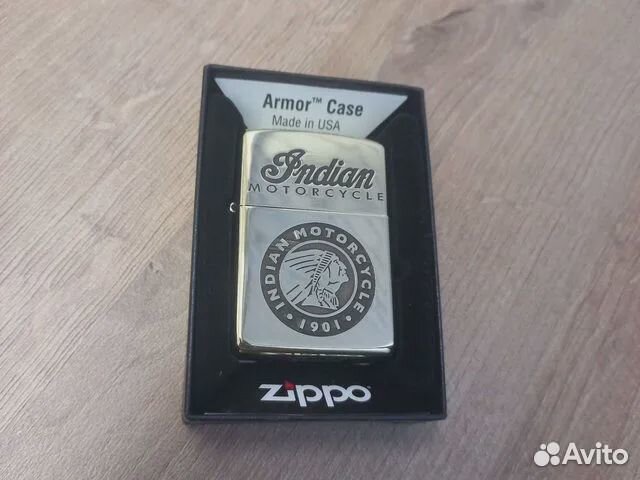 Armor™ Case
Made in USA
Indian
MOTORCYCLE
INDIAN MOTORCYCLE
• 1901 •
zippo
Avito